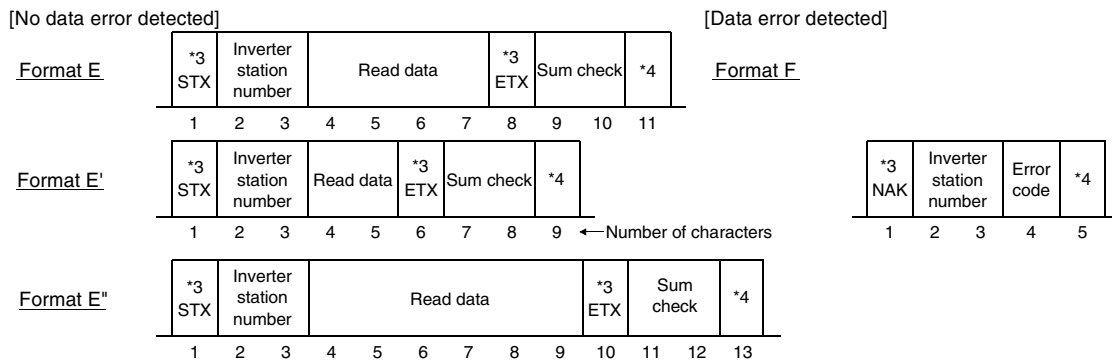 [No data error detected]
[Data error detected]
Format E
*3
STX
Inverter
station
number
Read data
*3
ETX
Sum check
*4
1 2 3 4 5 6 7 8 9 10 11
Format F
Format E'
*3
STX
Inverter
station
number
Read data
*3
ETX
Sum check
*4
1 2 3 4 5 6 7 8 9
←Number of characters
*3
NAK
Inverter
station
number
Error
code
*4
1 2 3 4 5
Format E"
*3
STX
Inverter
station
number
Read data
*3
ETX
Sum
check
*4
1 2 3 4 5 6 7 8 9 10 11 12 13